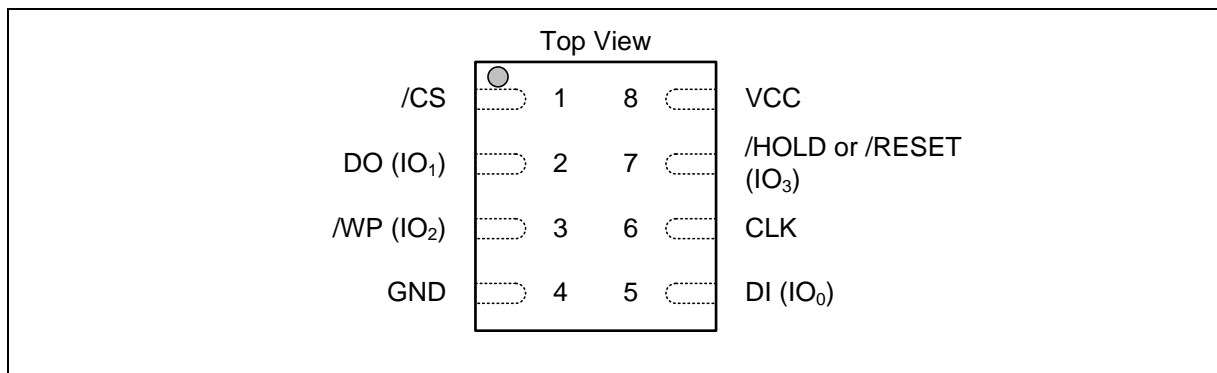 Top View
/CS 1 8 VCC
DO (IO₁) 2 7 /HOLD or /RESET
(IO₃)
/WP (IO₂) 3 6 CLK
GND 4 5 DI (IO₀)